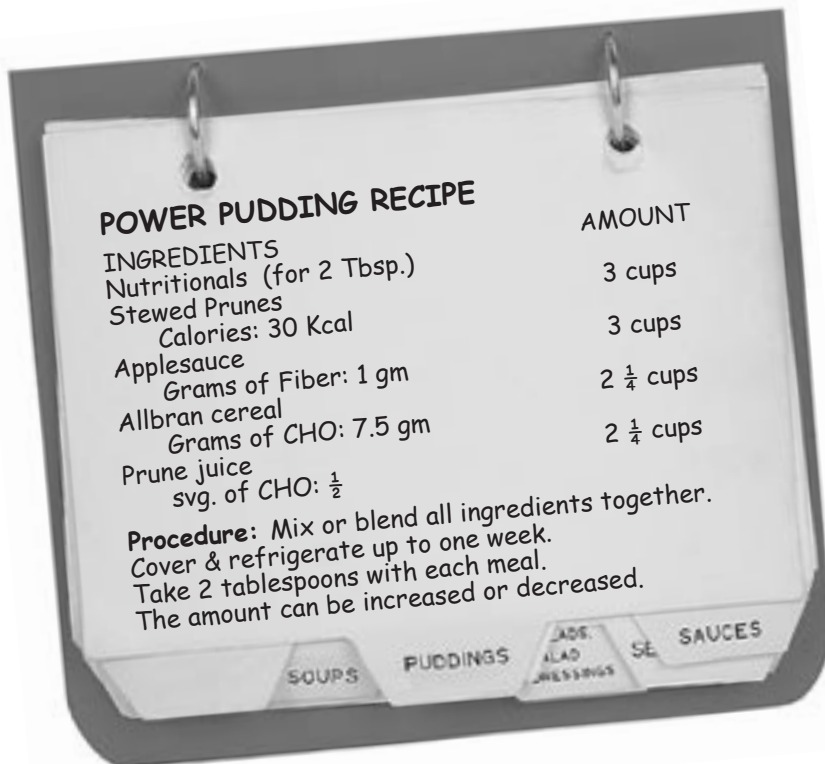 POWER PUDDING RECIPE
INGREDIENTS AMOUNT
Nutritionals (for 2 Tbsp.)
Stewed Prunes 3 cups
Calories: 30 Kcal
Applesauce 3 cups
Grams of Fiber: 1 gm
Allbran cereal 2 ¼ cups
Grams of CHO: 7.5 gm
Prune juice 2 ¼ cups
svg. of CHO: ½
Procedure: Mix or blend all ingredients together.
Cover & refrigerate up to one week.
Take 2 tablespoons with each meal.
The amount can be increased or decreased.
SOUPS PUDDINGS SAUCES